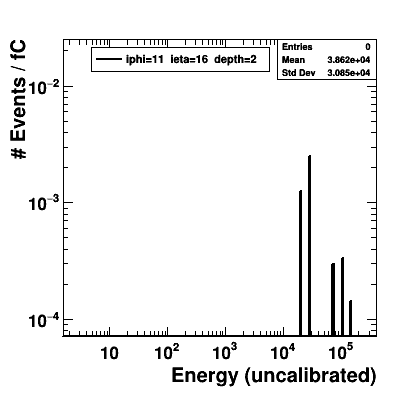 iphi=11 ieta=16 depth=2
Entries 0
Mean 3.862e+04
Std Dev 3.085e+04
# Events / fC
10⁻²
10⁻³
10⁻⁴
10 10² 10³ 10⁴ 10⁵
Energy (uncalibrated)